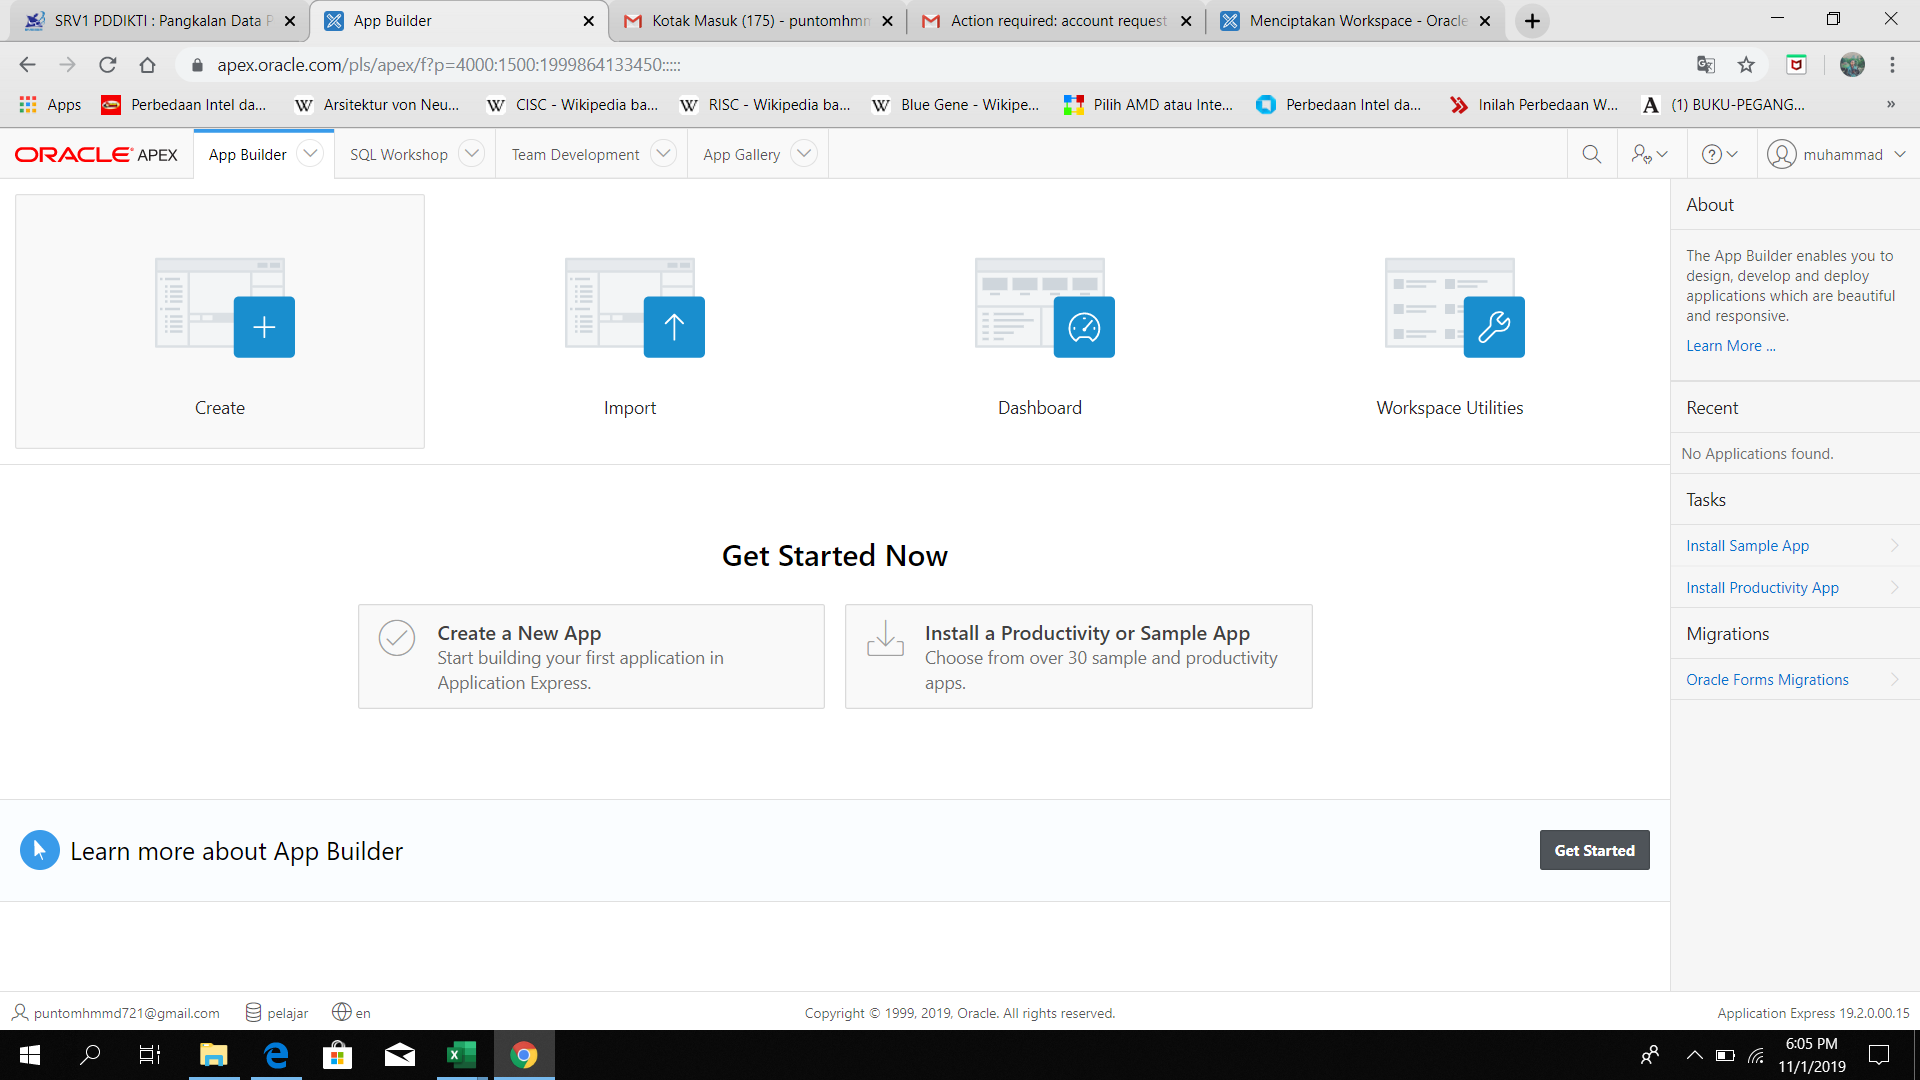 SRV1 PDDIKTI : Pangkalan Data P
App Builder
Kotak Masuk (175) - puntomhmm
Action required: account request
Menciptakan Workspace - Oracle
apex.oracle.com/pls/apex/f?p=4000:1500:1999864133450:::::
Apps
Perbedaan Intel da...
Arsitektur von Neu...
CISC - Wikipedia ba...
RISC - Wikipedia ba...
Blue Gene - Wikipe...
Pilih AMD atau Inte...
Perbedaan Intel da...
Inilah Perbedaan W...
(1) BUKU-PEGANG...
»
ORACLE APEX
App Builder
SQL Workshop
Team Development
App Gallery
muhammad
Create
Import
Dashboard
Workspace Utilities
Get Started Now
Create a New App
Start building your first application in
Application Express.
Install a Productivity or Sample App
Choose from over 30 sample and productivity
apps.
Learn more about App Builder
Get Started
About
The App Builder enables you to
design, develop and deploy
applications which are beautiful
and responsive.
Learn More ...
Recent
No Applications found.
Tasks
Install Sample App
Install Productivity App
Migrations
Oracle Forms Migrations
puntomhmmd721@gmail.com
pelajar
en
Copyright © 1999, 2019, Oracle. All rights reserved.
Application Express 19.2.0.00.15
6:05 PM
11/1/2019